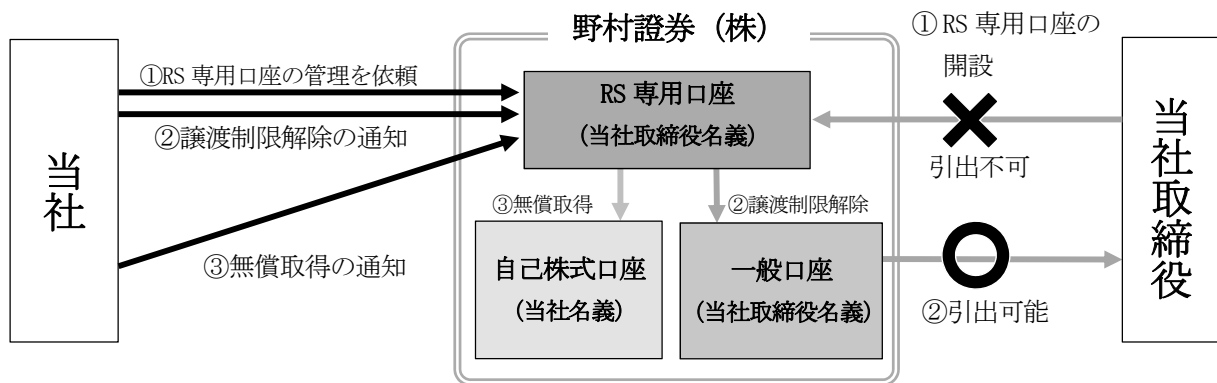 野村證券（株）
当社
①RS 専用口座の管理を依頼
②譲渡制限解除の通知
③無償取得の通知
RS 専用口座
（当社取締役名義）
③無償取得
②譲渡制限解除
自己株式口座
（当社名義）
一般口座
（当社取締役名義）
①RS 専用口座の
開設
引出不可
②引出可能
当社取締役